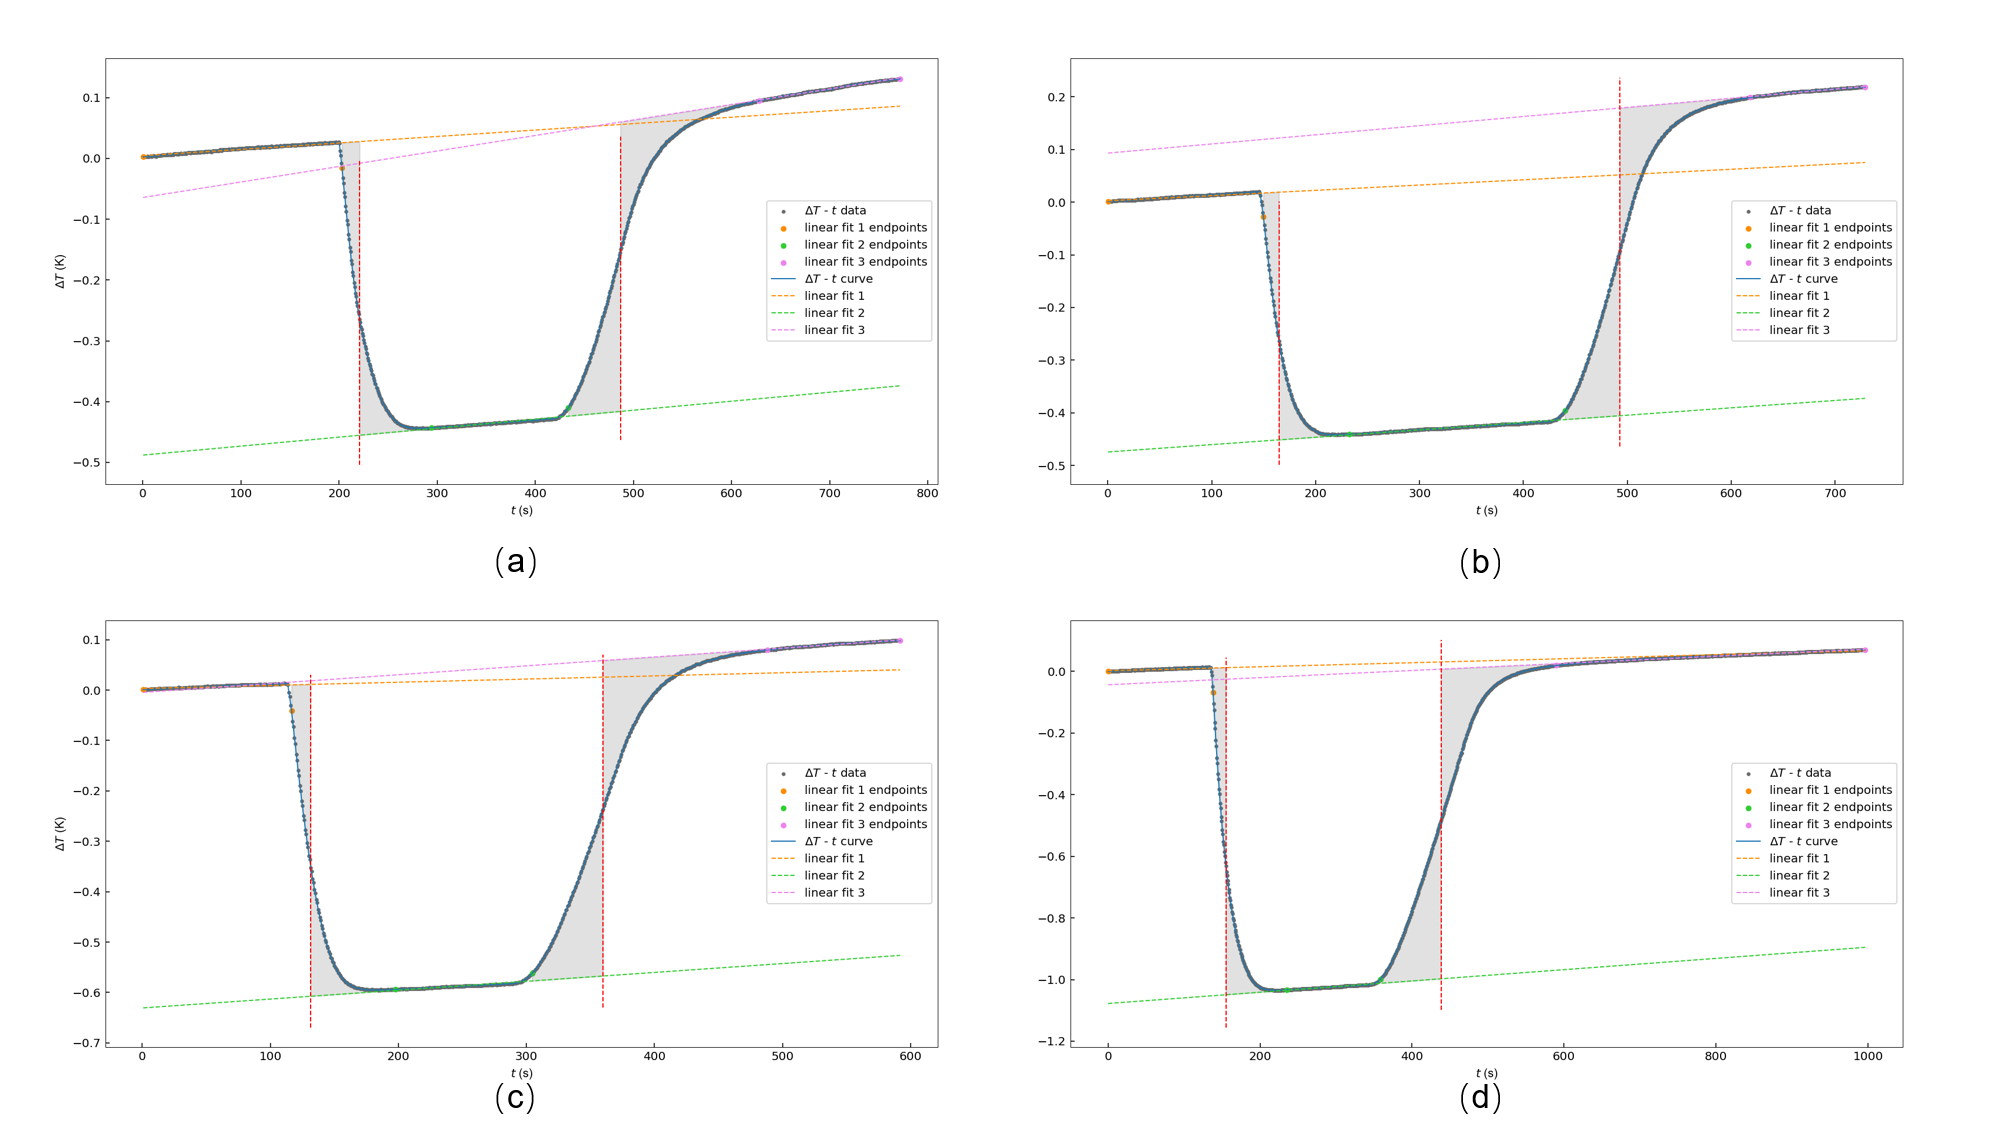 0.1
0.0
−0.1
−0.2
−0.3
−0.4
−0.5
ΔT (K)
ΔT - t data
linear fit 1 endpoints
linear fit 2 endpoints
linear fit 3 endpoints
ΔT - t curve
linear fit 1
linear fit 2
linear fit 3
0 100 200 300 400 500 600 700 800
t (s)
(a)
0.2
0.1
0.0
−0.1
−0.2
−0.3
−0.4
−0.5
ΔT - t data
linear fit 1 endpoints
linear fit 2 endpoints
linear fit 3 endpoints
ΔT - t curve
linear fit 1
linear fit 2
linear fit 3
0 100 200 300 400 500 600 700
t (s)
(b)
0.1
0.0
−0.1
−0.2
−0.3
−0.4
−0.5
−0.6
−0.7
ΔT (K)
ΔT - t data
linear fit 1 endpoints
linear fit 2 endpoints
linear fit 3 endpoints
ΔT - t curve
linear fit 1
linear fit 2
linear fit 3
0 100 200 300 400 500 600
t (s)
(c)
0.0
−0.2
−0.4
−0.6
−0.8
−1.0
−1.2
ΔT - t data
linear fit 1 endpoints
linear fit 2 endpoints
linear fit 3 endpoints
ΔT - t curve
linear fit 1
linear fit 2
linear fit 3
0 200 400 600 800 1000
t (s)
(d)